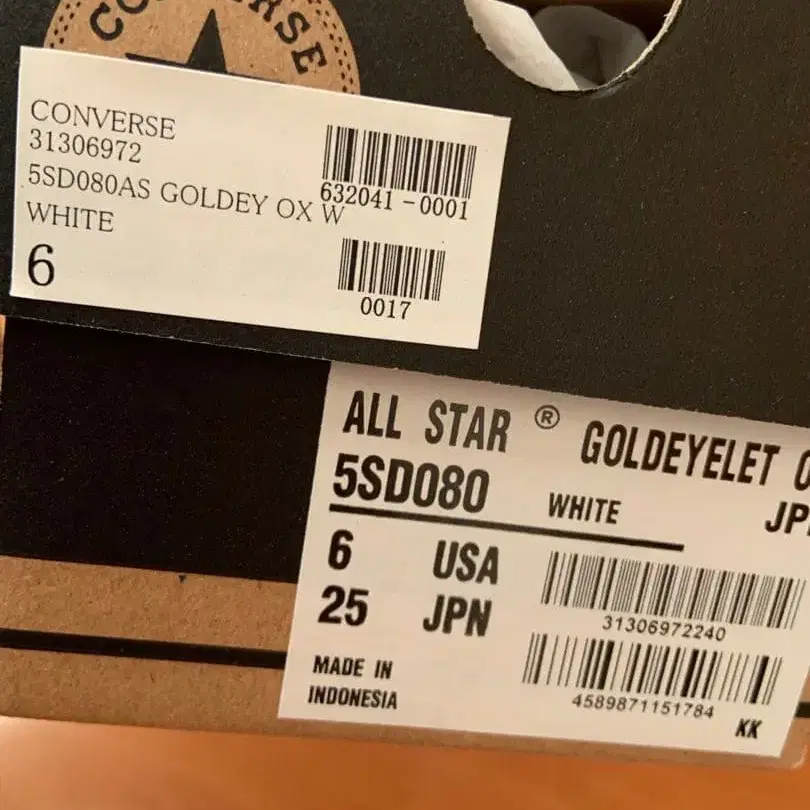 CONVERSE
CONVERSE
31306972
5SD080AS GOLDEY OX W
WHITE
6
632041-0001
0017
ALL STAR ® GOLDEYELET
5SD080 WHITE
6 USA
25 JPN
MADE IN
INDONESIA
31306972240
4589871151784
KK